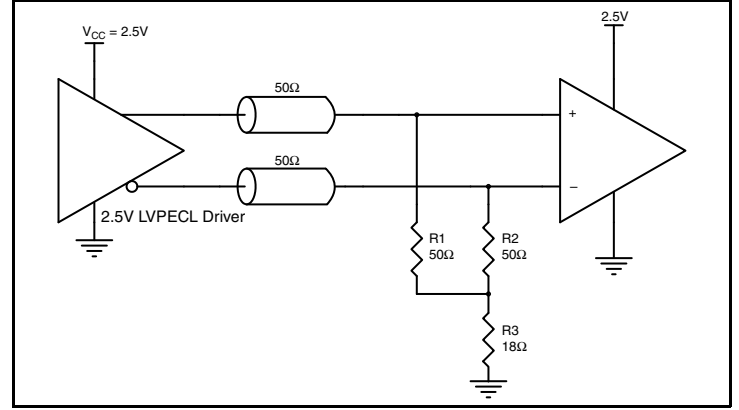 V_CC = 2.5V
2.5V
50Ω
+
50Ω
–
2.5V LVPECL Driver
R1
50Ω
R2
50Ω
R3
18Ω